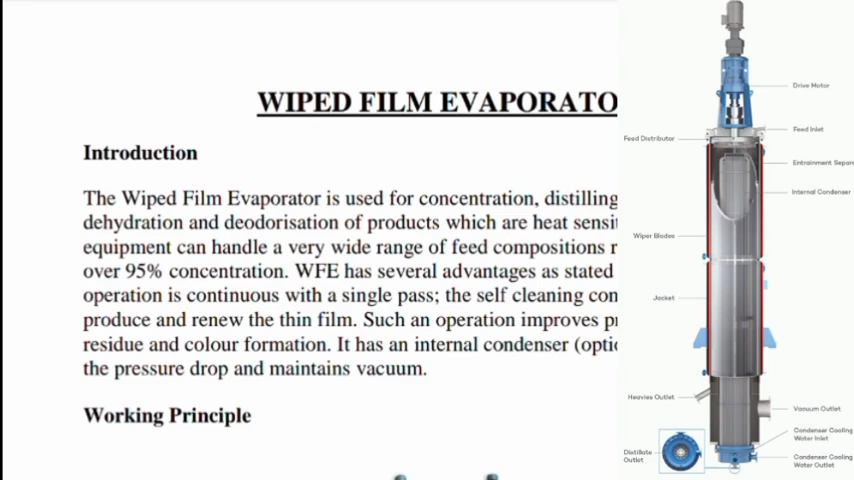 WIPED FILM EVAPORATO
Introduction
The Wiped Film Evaporator is used for concentration, distilling
dehydration and deodorisation of products which are heat sensit
equipment can handle a very wide range of feed compositions r
over 95% concentration. WFE has several advantages as stated
operation is continuous with a single pass; the self cleaning con
produce and renew the thin film. Such an operation improves pr
residue and colour formation. It has an internal condenser (optio
the pressure drop and maintains vacuum.
Working Principle
Drive Motor
Feed Inlet
Feed Distributor
Entrainment Separ
Internal Condenser
Wiper Blades
Jacket
Heavies Outlet
Vacuum Outlet
Condenser Cooling
Water Inlet
Distillate
Outlet
Condenser Cooling
Water Outlet